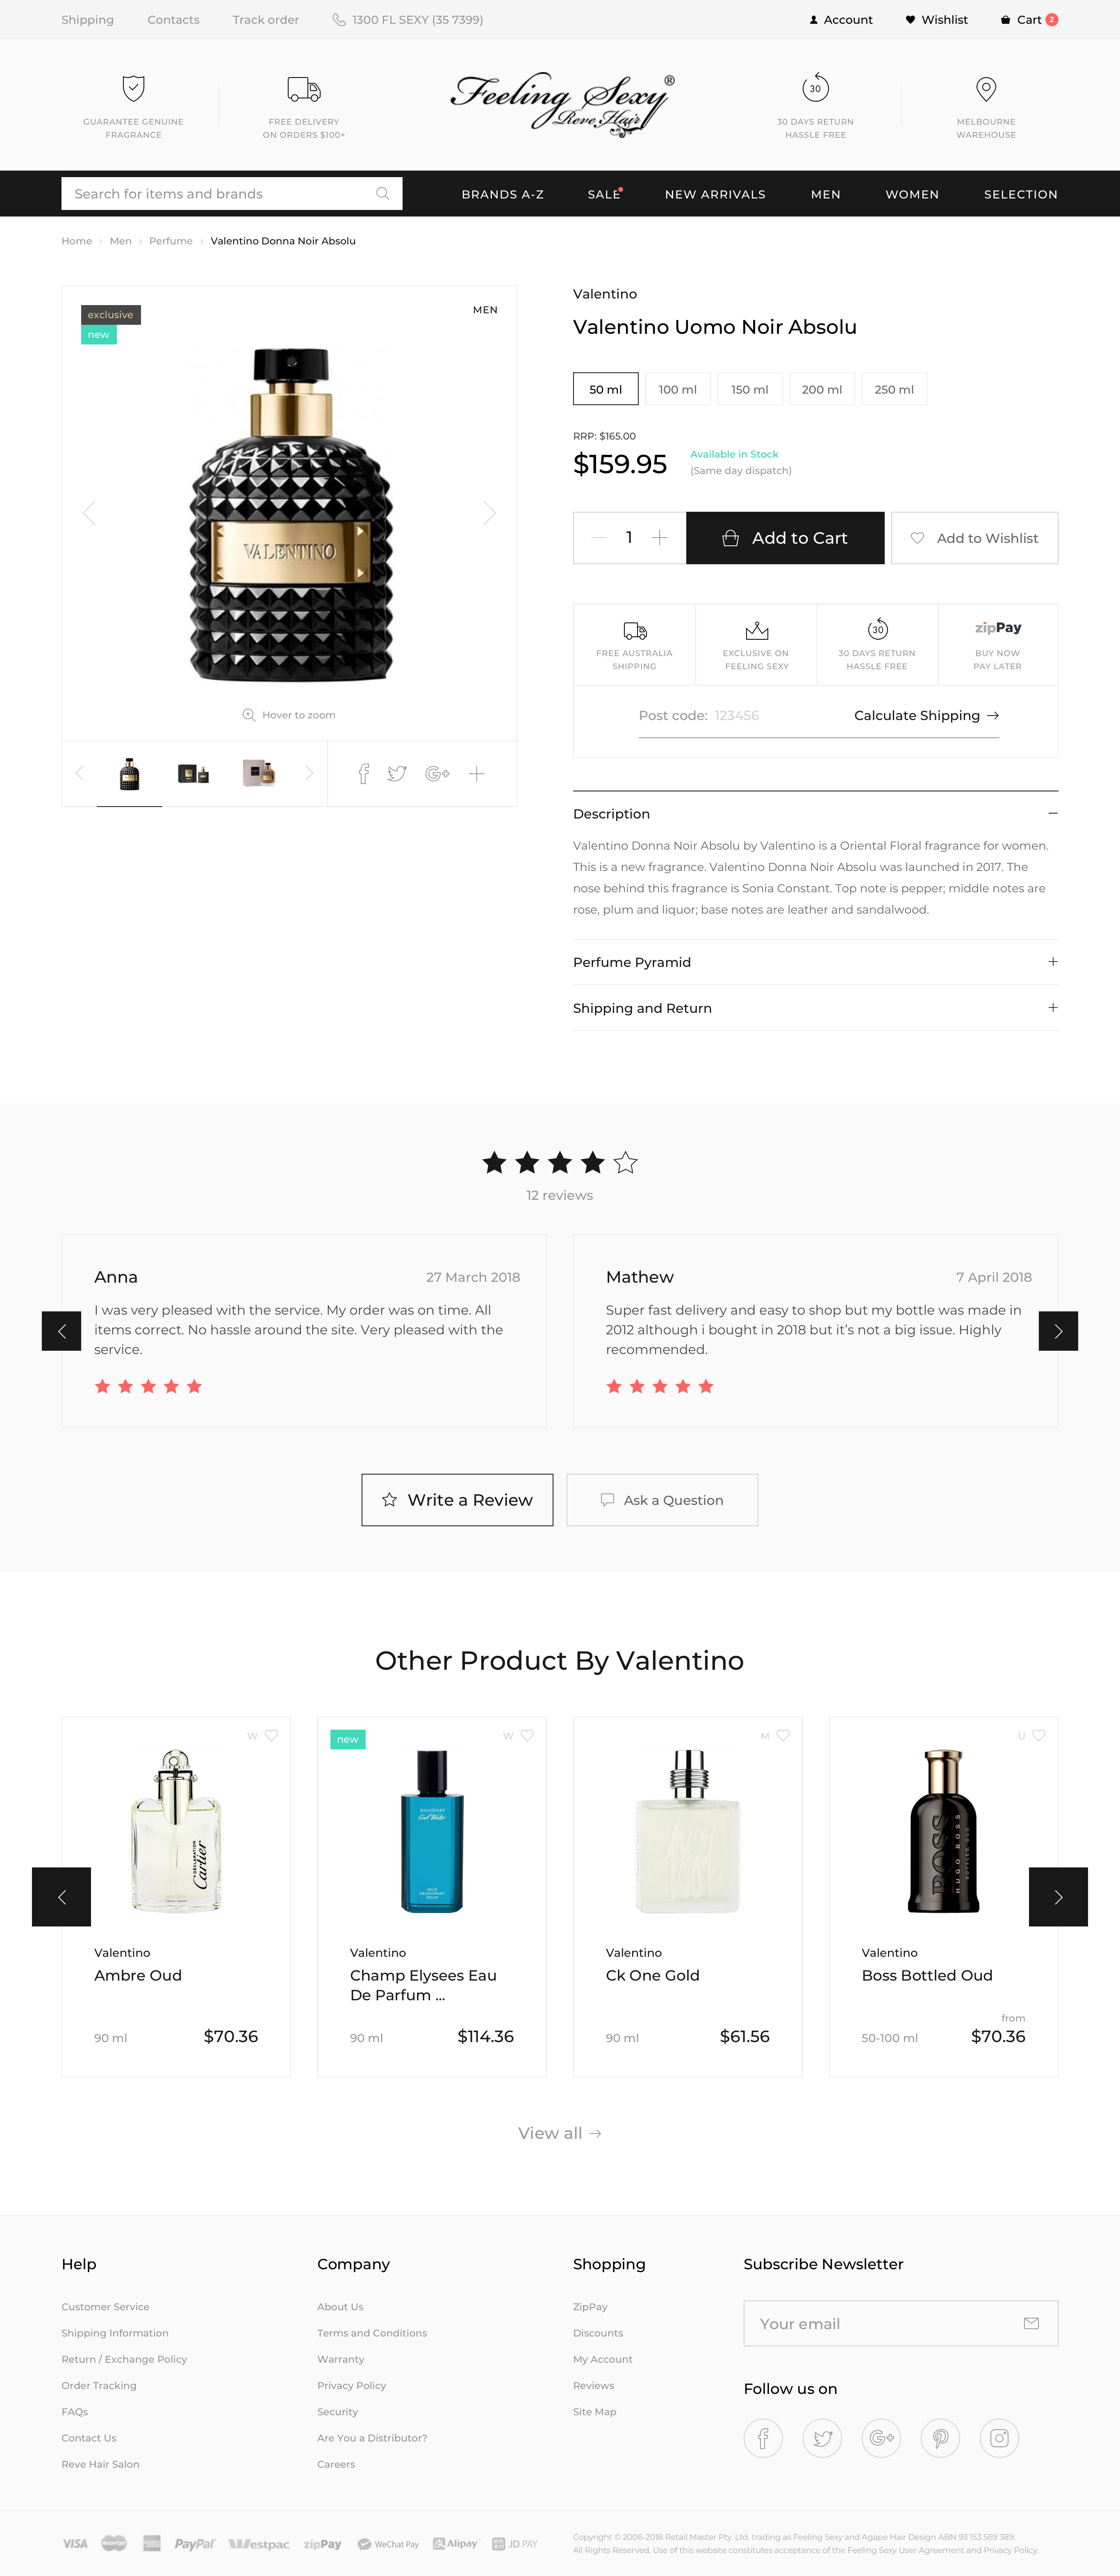 Shipping Contacts Track order 1300 FL SEXY (35 7399) Account Wishlist Cart 2
GUARANTEE GENUINE
FRAGRANCE
FREE DELIVERY
ON ORDERS $100+
Feeling Sexy®
Reve Hair
30
30 DAYS RETURN
HASSLE FREE
MELBOURNE
WAREHOUSE
Search for items and brands
BRANDS A-Z SALE NEW ARRIVALS MEN WOMEN SELECTION
Home › Men › Perfume › Valentino Donna Noir Absolu
exclusive
new
MEN
VALENTINO
Hover to zoom
Valentino
Valentino Uomo Noir Absolu
50 ml 100 ml 150 ml 200 ml 250 ml
RRP: $165.00
$159.95
Available in Stock
(Same day dispatch)
1 Add to Cart Add to Wishlist
FREE AUSTRALIA
SHIPPING
EXCLUSIVE ON
FEELING SEXY
30
30 DAYS RETURN
HASSLE FREE
zipPay
BUY NOW
PAY LATER
Post code: 123456 Calculate Shipping →
Description
Valentino Donna Noir Absolu by Valentino is a Oriental Floral fragrance for women.
This is a new fragrance. Valentino Donna Noir Absolu was launched in 2017. The
nose behind this fragrance is Sonia Constant. Top note is pepper; middle notes are
rose, plum and liquor; base notes are leather and sandalwood.
Perfume Pyramid
Shipping and Return
12 reviews
Anna 27 March 2018
I was very pleased with the service. My order was on time. All
items correct. No hassle around the site. Very pleased with the
service.
Mathew 7 April 2018
Super fast delivery and easy to shop but my bottle was made in
2012 although i bought in 2018 but it's not a big issue. Highly
recommended.
Write a Review Ask a Question
Other Product By Valentino
W
DÉCLARATION
Cartier
Valentino
Ambre Oud
90 ml $70.36
new
W
DAVIDOFF
Cool Water
MILD
DEODORANT
Valentino
Champ Elysees Eau
De Parfum ...
90 ml $114.36
M
Valentino
Ck One Gold
90 ml $61.56
U
BOSS
HUGO BOSS
BOTTLED OUD
Valentino
Boss Bottled Oud
from
50-100 ml $70.36
View all →
Help
Customer Service
Shipping Information
Return / Exchange Policy
Order Tracking
FAQs
Contact Us
Reve Hair Salon
Company
About Us
Terms and Conditions
Warranty
Privacy Policy
Security
Are You a Distributor?
Careers
Shopping
ZipPay
Discounts
My Account
Reviews
Site Map
Subscribe Newsletter
Your email
Follow us on
VISA MasterCard PayPal Westpac zipPay WeChat Pay Alipay JD PAY
Copyright © 2006-2018 Retail Master Pty. Ltd. trading as Feeling Sexy and Agape Hair Design ABN 93 153 569 389.
All Rights Reserved. Use of this website constitutes acceptance of the Feeling Sexy User Agreement and Privacy Policy.